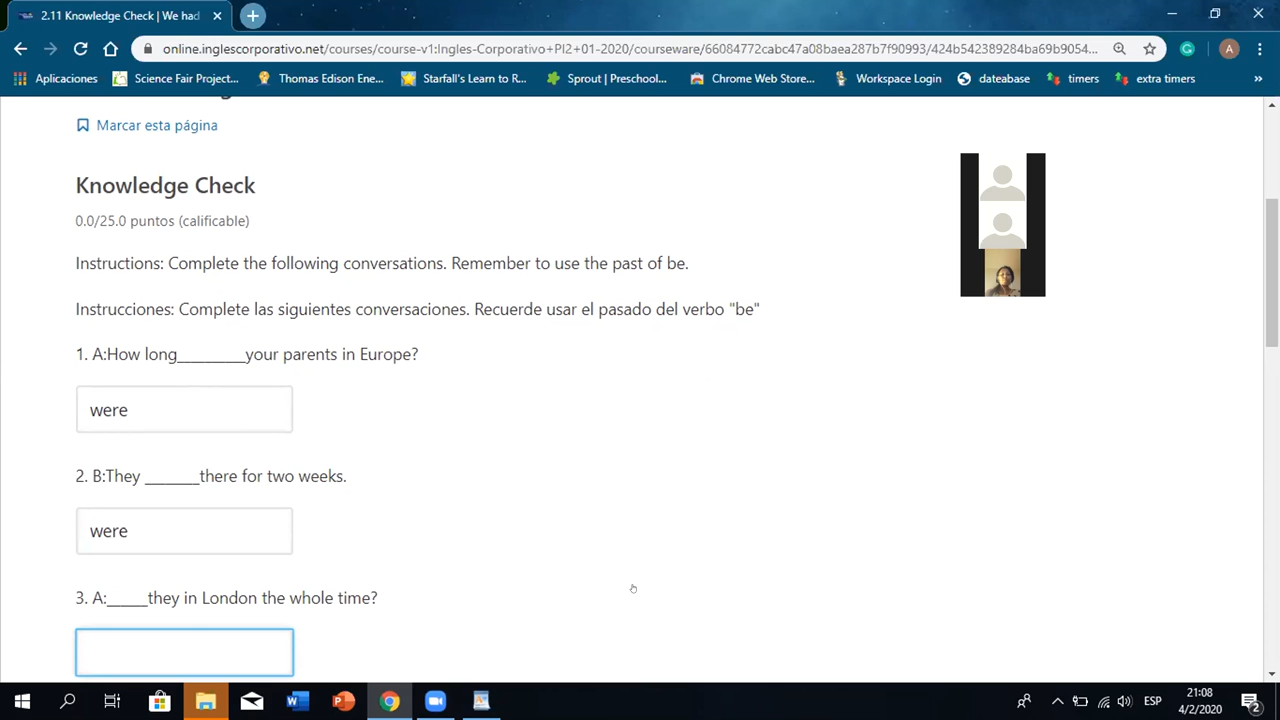 2.11 Knowledge Check | We had
online.inglescorporativo.net/courses/course-v1:Ingles-Corporativo+PI2+01-2020/courseware/66084772cabc47a08baea287b7f90993/424b542389284ba69b9054...
A
Aplicaciones Science Fair Project... Thomas Edison Ene... Starfall's Learn to R... Sprout | Preschool... Chrome Web Store... Workspace Login dateabase timers extra timers »
Marcar esta página
Knowledge Check
0.0/25.0 puntos (calificable)
Instructions: Complete the following conversations. Remember to use the past of be.
Instrucciones: Complete las siguientes conversaciones. Recuerde usar el pasado del verbo "be"
1. A:How long_________your parents in Europe?
were
2. B:They _______there for two weeks.
were
3. A:_____they in London the whole time?
ESP
21:08
4/2/2020
2